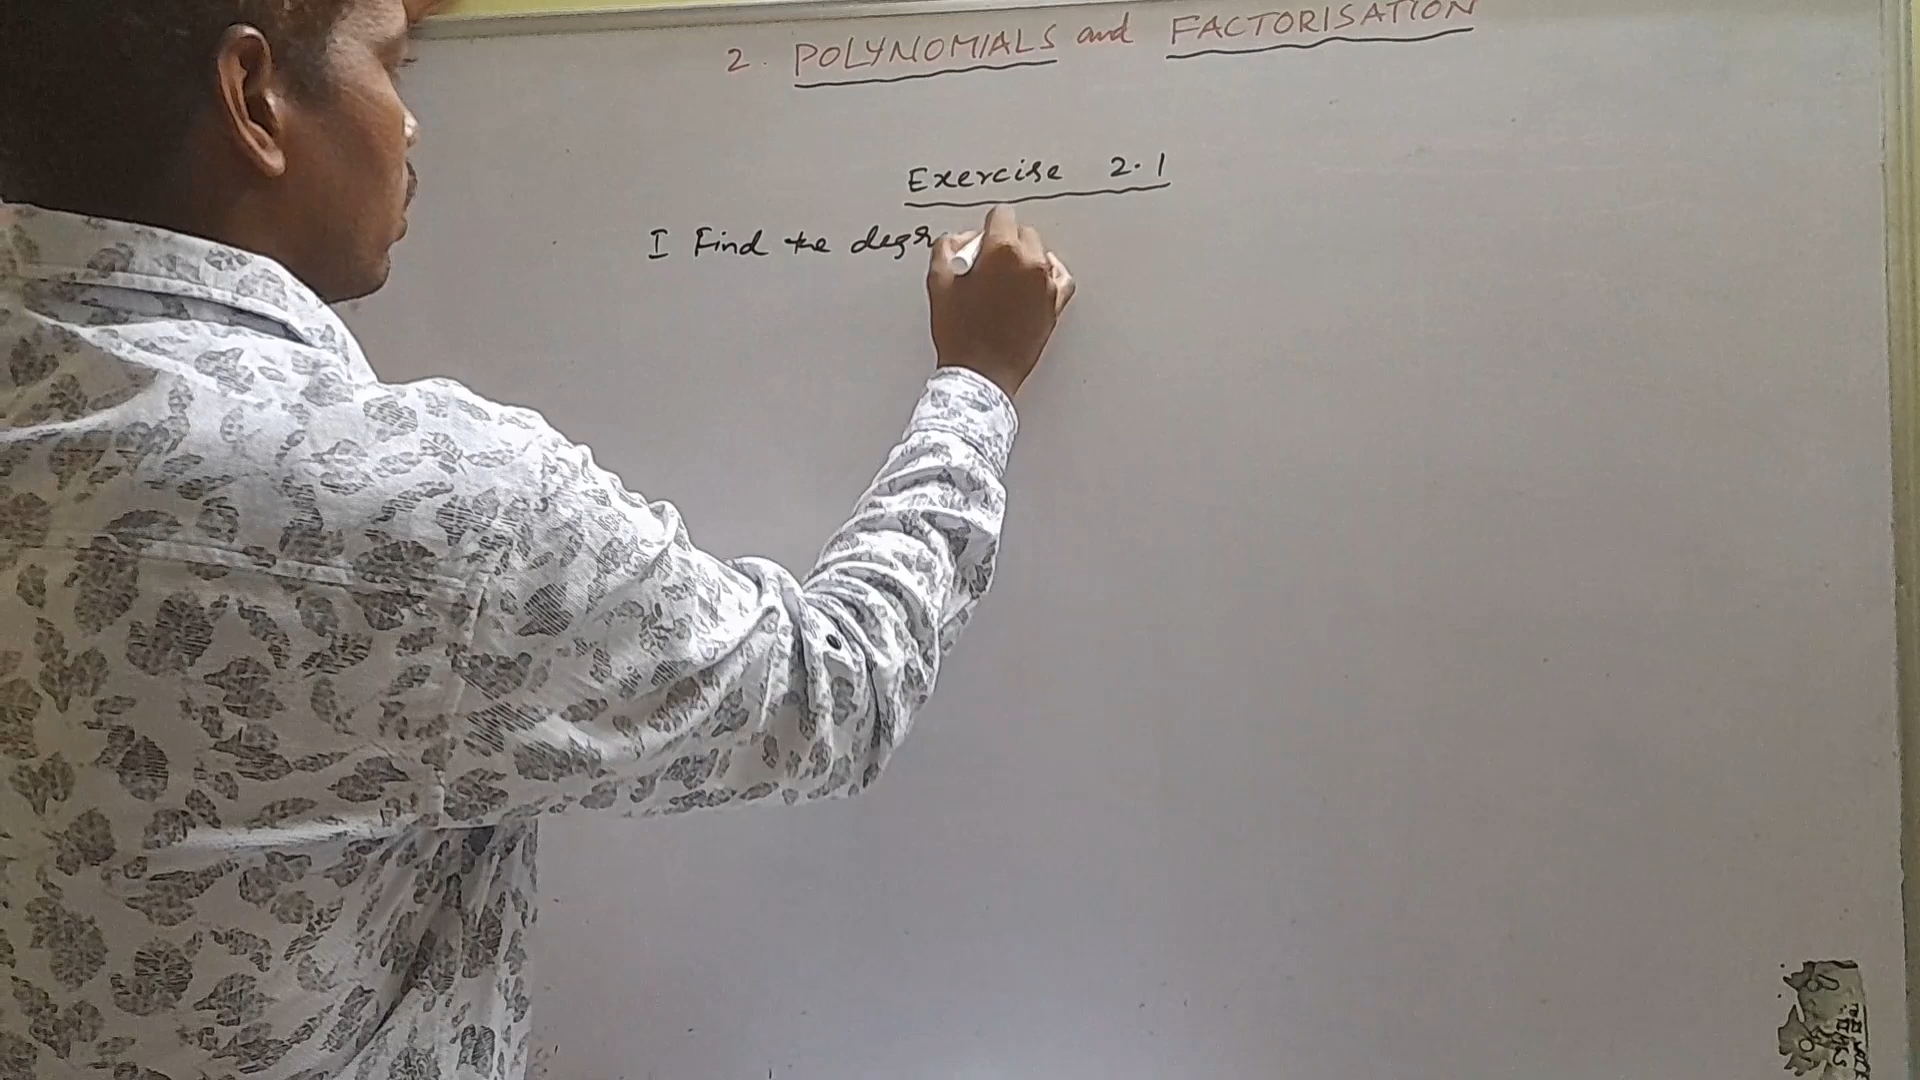 2. POLYNOMIALS and FACTORISATION
Exercise 2.1
I Find the degr